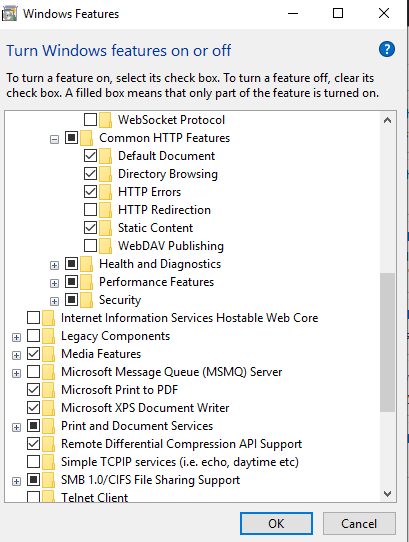 Windows Features
Turn Windows features on or off
To turn a feature on, select its check box. To turn a feature off, clear its
check box. A filled box means that only part of the feature is turned on.
WebSocket Protocol
Common HTTP Features
Default Document
Directory Browsing
HTTP Errors
HTTP Redirection
Static Content
WebDAV Publishing
Health and Diagnostics
Performance Features
Security
Internet Information Services Hostable Web Core
Legacy Components
Media Features
Microsoft Message Queue (MSMQ) Server
Microsoft Print to PDF
Microsoft XPS Document Writer
Print and Document Services
Remote Differential Compression API Support
Simple TCPIP services (i.e. echo, daytime etc)
SMB 1.0/CIFS File Sharing Support
Telnet Client
OK Cancel